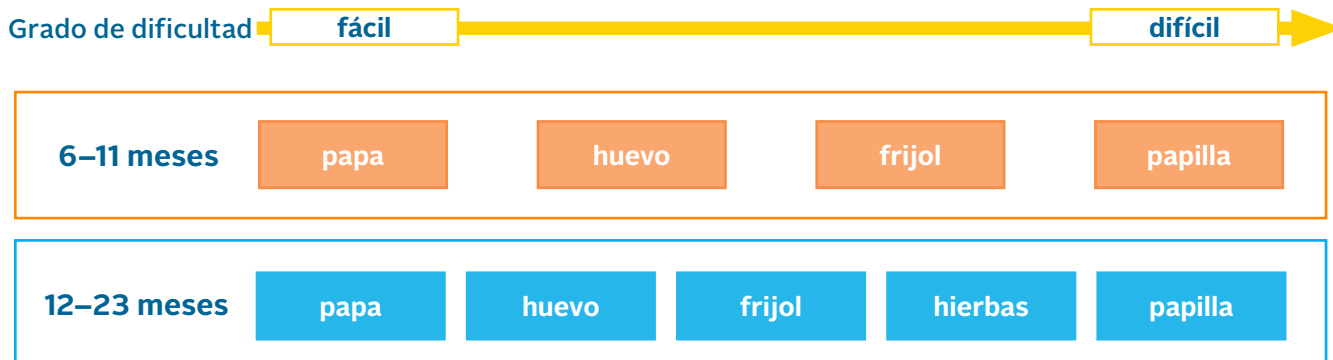 Grado de dificultad fácil difícil
6–11 meses papa huevo frijol papilla
12–23 meses papa huevo frijol hierbas papilla